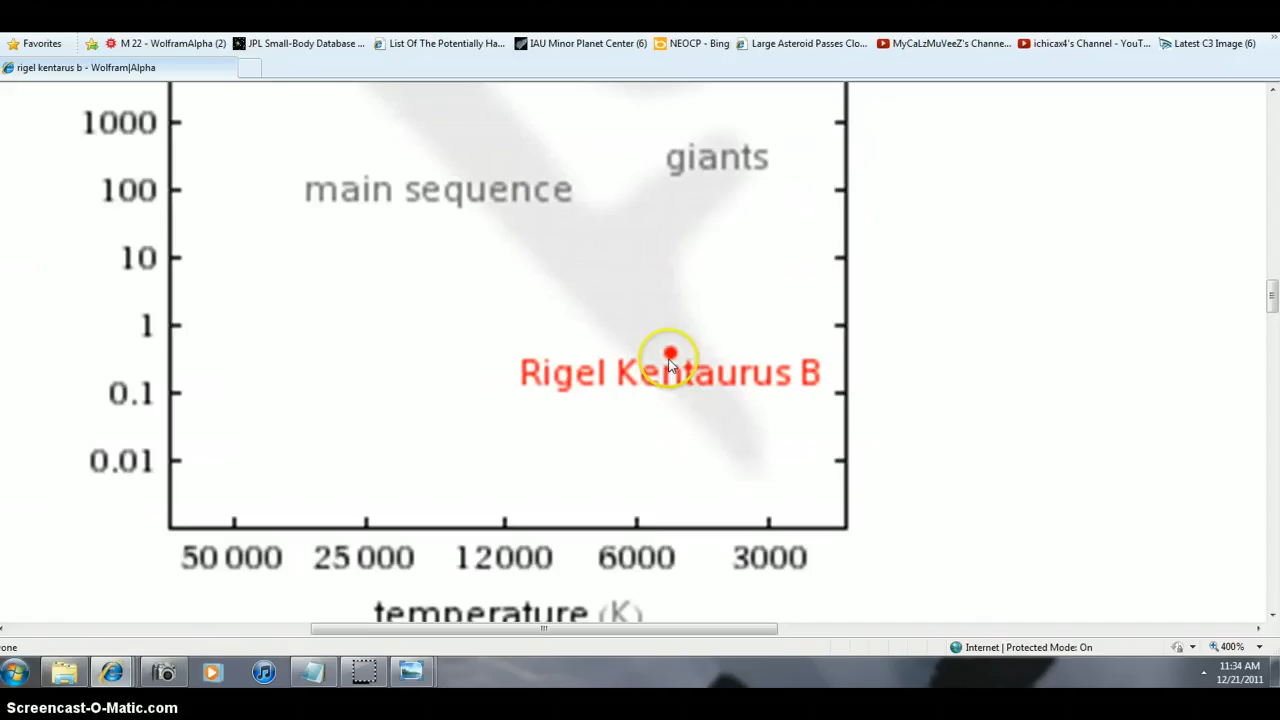 Favorites M 22 - WolframAlpha (2) JPL Small-Body Database ... List Of The Potentially Ha... IAU Minor Planet Center (6) NEOCP - Bing Large Asteroid Passes Clo... MyCaLzMuVeeZ's Channe... ichicax4's Channel - YouT... Latest C3 Image (6)
rigel kentarus b - Wolfram|Alpha
1000
giants
100
main sequence
10
1
Rigel Kentaurus B
0.1
0.01
50 000 25 000 12 000 6000 3000
temperature (K)
one Internet | Protected Mode: On 400%
11:34 AM
12/21/2011
Screencast-O-Matic.com